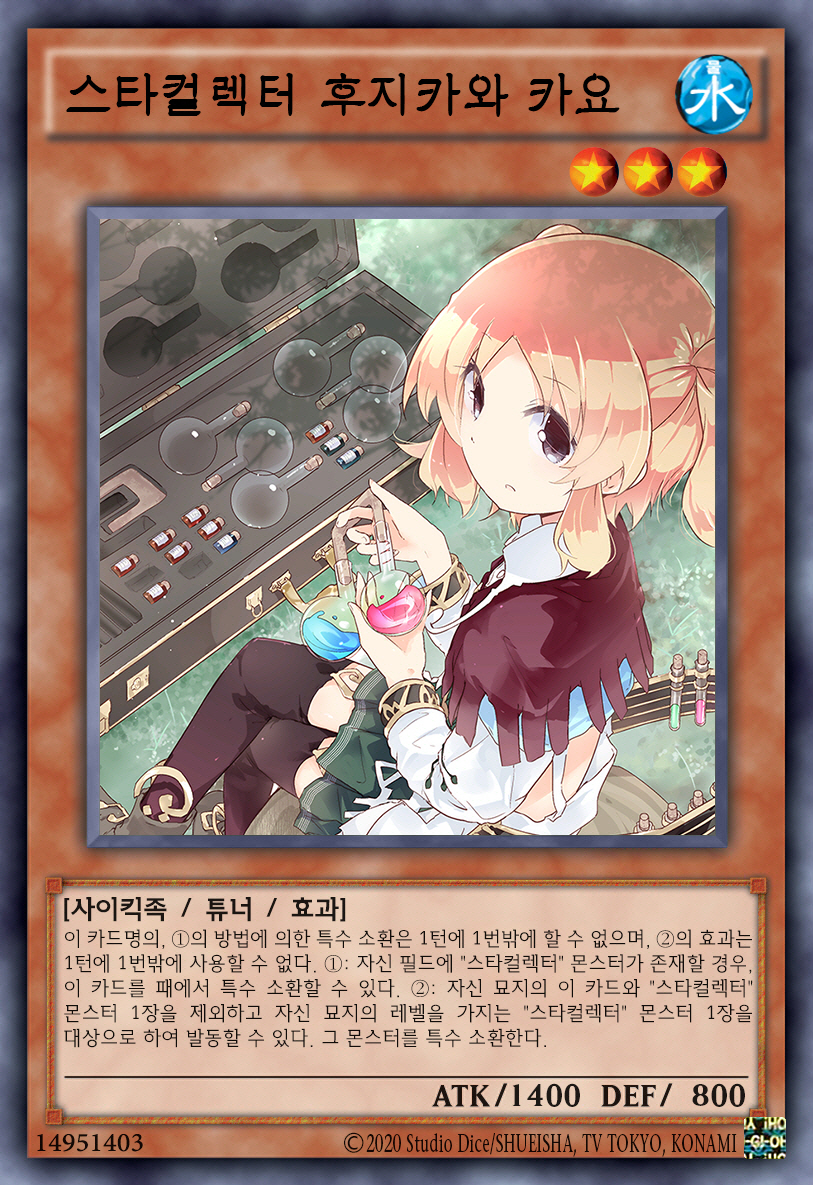 스타컬렉터 후지카와 카요
물
水
[사이킥족 / 튜너 / 효과]
이 카드명의, ①의 방법에 의한 특수 소환은 1턴에 1번밖에 할 수 없으며, ②의 효과는
1턴에 1번밖에 사용할 수 없다. ①: 자신 필드에 "스타컬렉터" 몬스터가 존재할 경우,
이 카드를 패에서 특수 소환할 수 있다. ②: 자신 묘지의 이 카드와 "스타컬렉터"
몬스터 1장을 제외하고 자신 묘지의 레벨을 가지는 "스타컬렉터" 몬스터 1장을
대상으로 하여 발동할 수 있다. 그 몬스터를 특수 소환한다.
ATK/1400 DEF/ 800
14951403 ©2020 Studio Dice/SHUEISHA, TV TOKYO, KONAMI